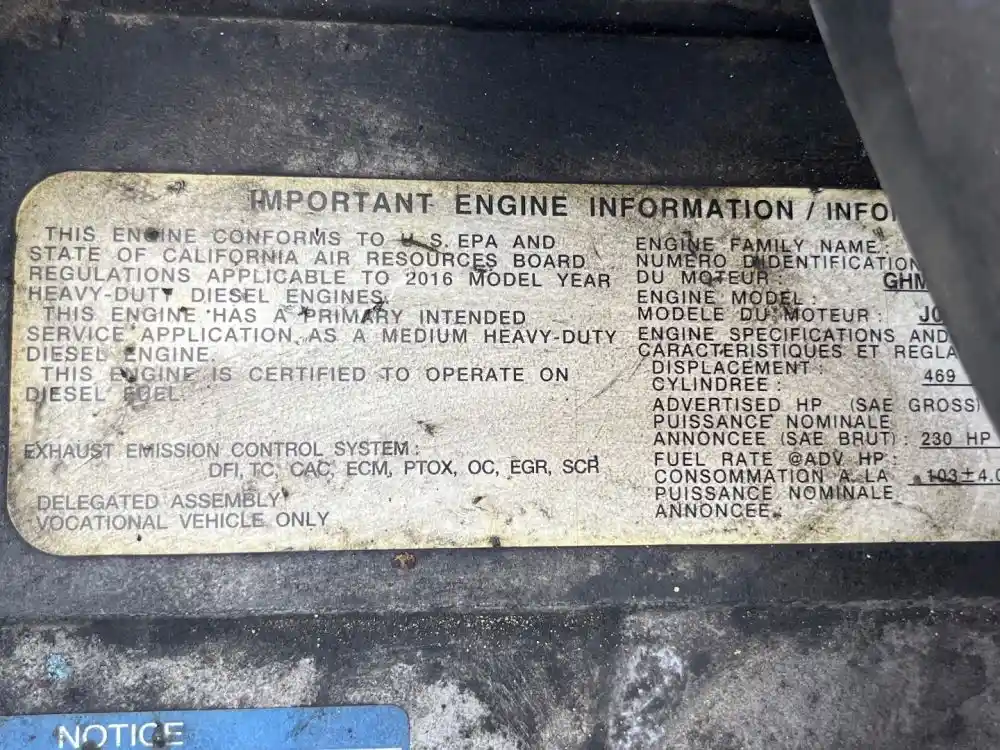 IMPORTANT ENGINE INFORMATION / INFO
THIS ENGINE CONFORMS TO U.S. EPA AND
STATE OF CALIFORNIA AIR RESOURCES BOARD
REGULATIONS APPLICABLE TO 2016 MODEL YEAR
HEAVY-DUTY DIESEL ENGINES.
THIS ENGINE HAS A PRIMARY INTENDED
SERVICE APPLICATION AS A MEDIUM HEAVY-DUTY
DIESEL ENGINE.
THIS ENGINE IS CERTIFIED TO OPERATE ON
DIESEL FUEL.
EXHAUST EMISSION CONTROL SYSTEM:
DFI, TC, CAC, ECM, PTOX, OC, EGR, SCR
DELEGATED ASSEMBLY
VOCATIONAL VEHICLE ONLY
ENGINE FAMILY NAME:
NUMERO D'IDENTIFICATION
DU MOTEUR: GHM
ENGINE MODEL:
MODELE DU MOTEUR: J0
ENGINE SPECIFICATIONS AND
CARACTERISTIQUES ET REGLA
DISPLACEMENT:
CYLINDREE: 469
ADVERTISED HP (SAE GROSS)
PUISSANCE NOMINALE
ANNONCEE (SAE BRUT): 230 HP
FUEL RATE @ADV HP:
CONSOMMATION A LA 103±4.0
PUISSANCE NOMINALE
ANNONCEE:
NOTICE